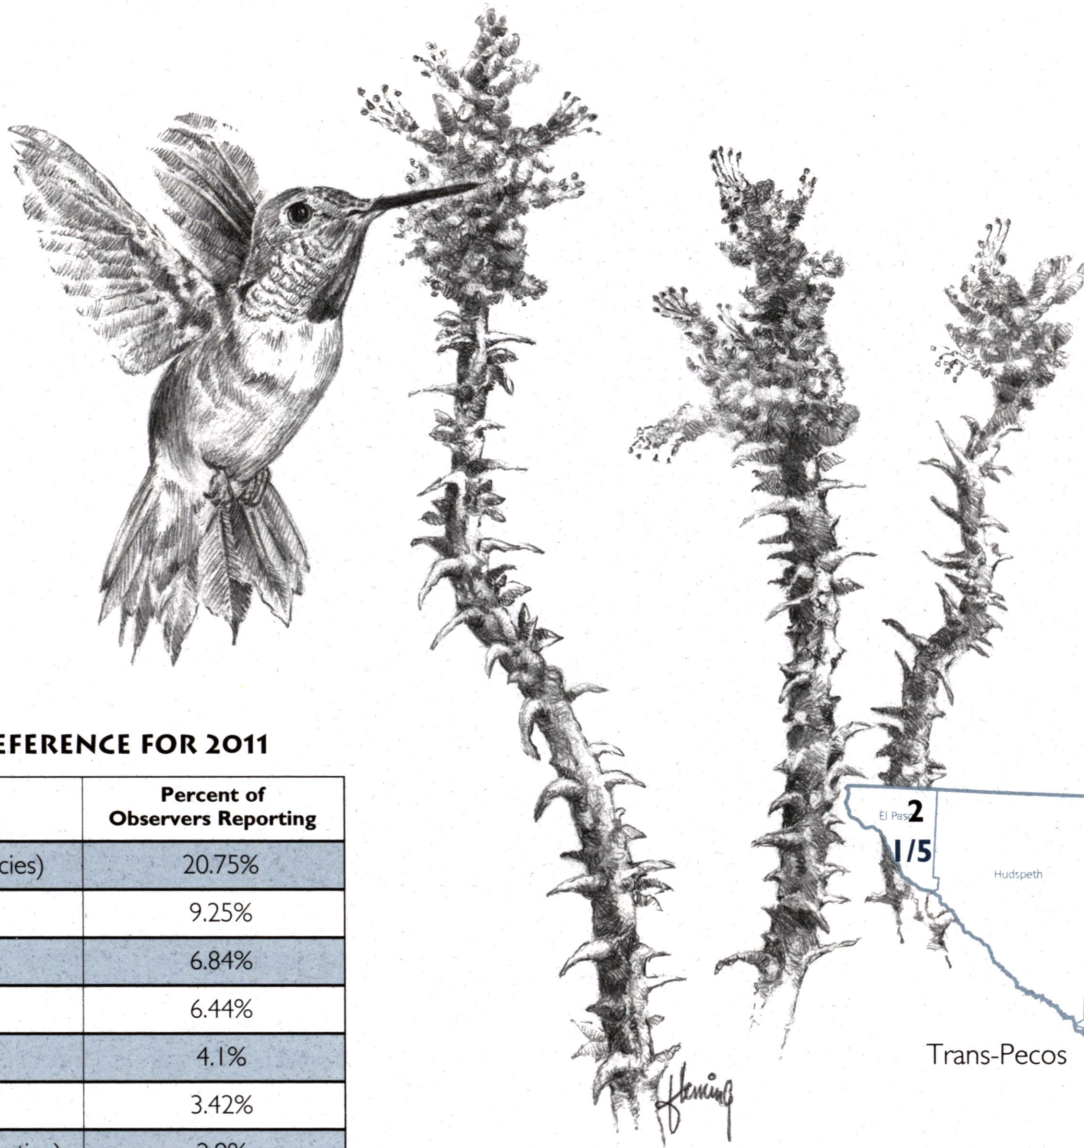 EFERENCE FOR 2011
Percent of
Observers Reporting
cies) 20.75%
9.25%
6.84%
6.44%
4.1%
3.42%
El Paso 2
1/5
Hudspeth
Trans-Pecos
Fleming